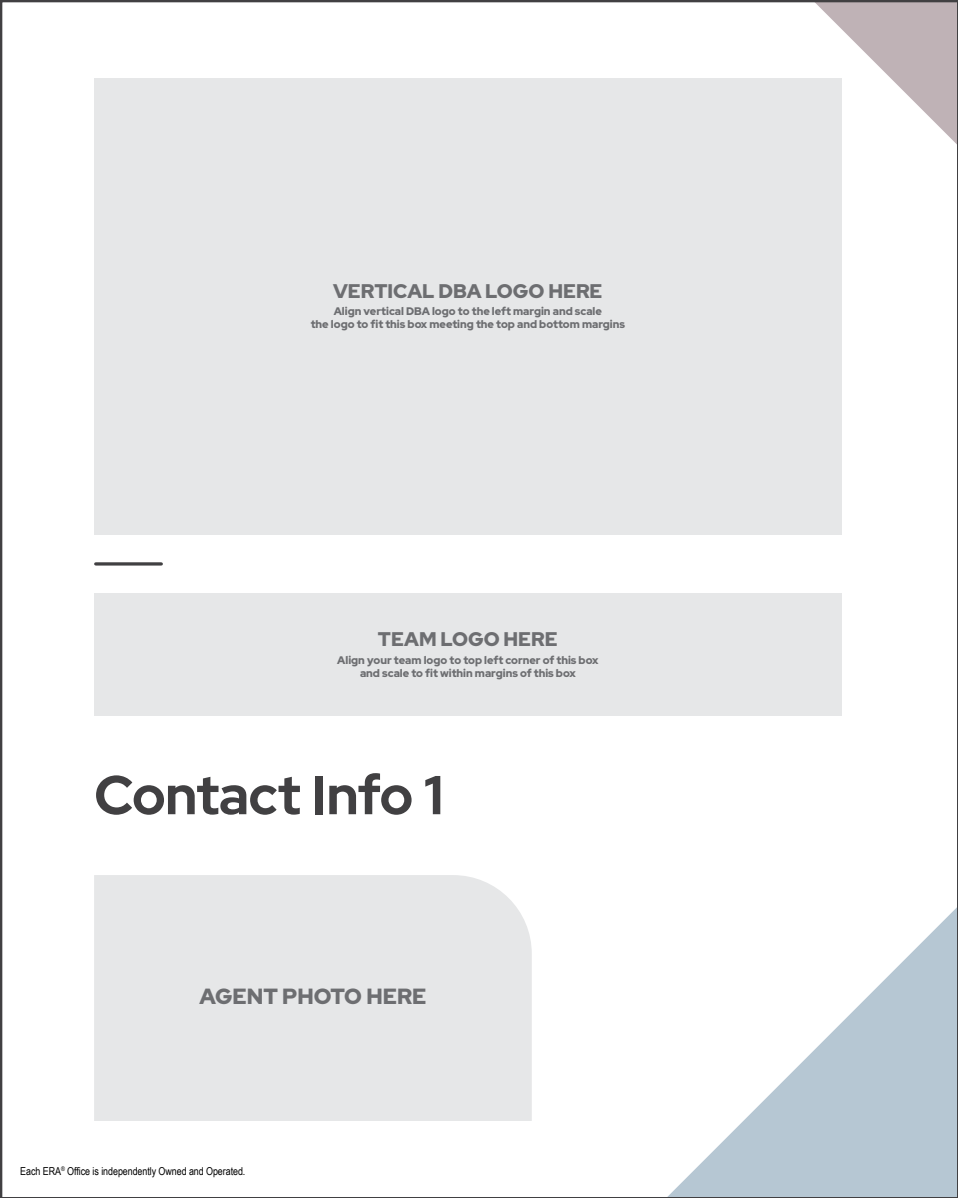 VERTICAL DBA LOGO HERE
Align vertical DBA logo to the left margin and scale
the logo to fit this box meeting the top and bottom margins
TEAM LOGO HERE
Align your team logo to top left corner of this box
and scale to fit within margins of this box
Contact Info 1
AGENT PHOTO HERE
Each ERA® Office is independently Owned and Operated.